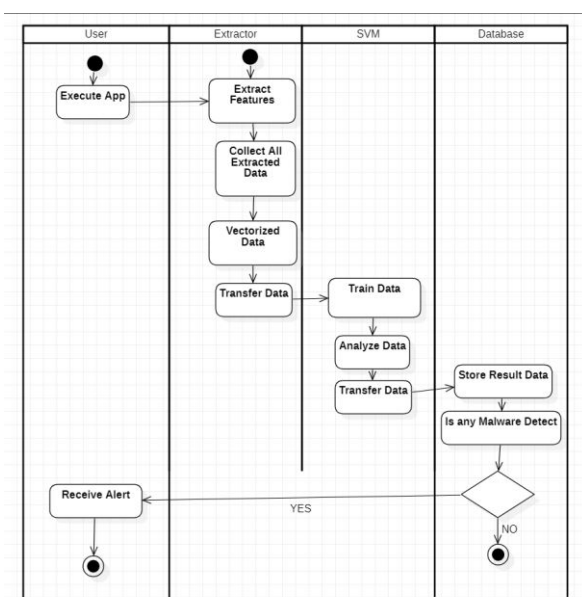 User
Extractor
SVM
Database
Execute App
Extract
Features
Collect All
Extracted
Data
Vectorized
Data
Transfer Data
Train Data
Analyze Data
Transfer Data
Store Result Data
Is any Malware Detect
Receive Alert
YES
NO